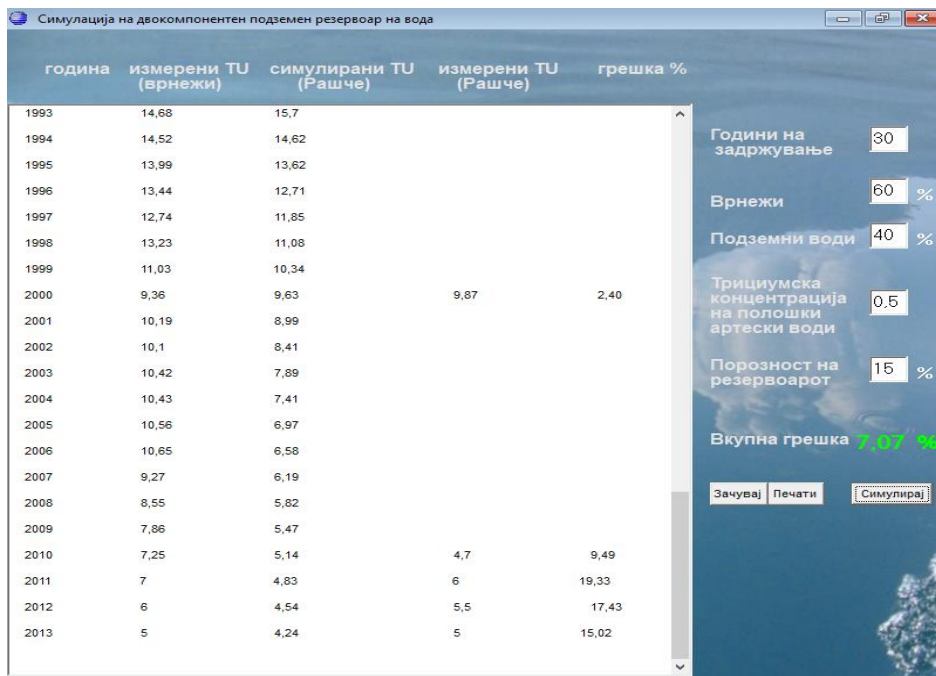 Симулација на двокомпонентен подземен резервоар на вода
година измерени TU симулирани TU измерени TU грешка %
(врнежи) (Рашче) (Рашче)
1993 14,68 15,7
1994 14,52 14,62
1995 13,99 13,62
1996 13,44 12,71
1997 12,74 11,85
1998 13,23 11,08
1999 11,03 10,34
2000 9,36 9,63 9,87 2,40
2001 10,19 8,99
2002 10,1 8,41
2003 10,42 7,89
2004 10,43 7,41
2005 10,56 6,97
2006 10,65 6,58
2007 9,27 6,19
2008 8,55 5,82
2009 7,86 5,47
2010 7,25 5,14 4,7 9,49
2011 7 4,83 6 19,33
2012 6 4,54 5,5 17,43
2013 5 4,24 5 15,02
Години на 30
задржување
Врнежи 60 %
Подземни води 40 %
Трициумска
концентрација 0,5
на полошки
артески води
Порозност на 15 %
резервоарот
Вкупна грешка 7,07 %
Зачувај Печати Симулирај